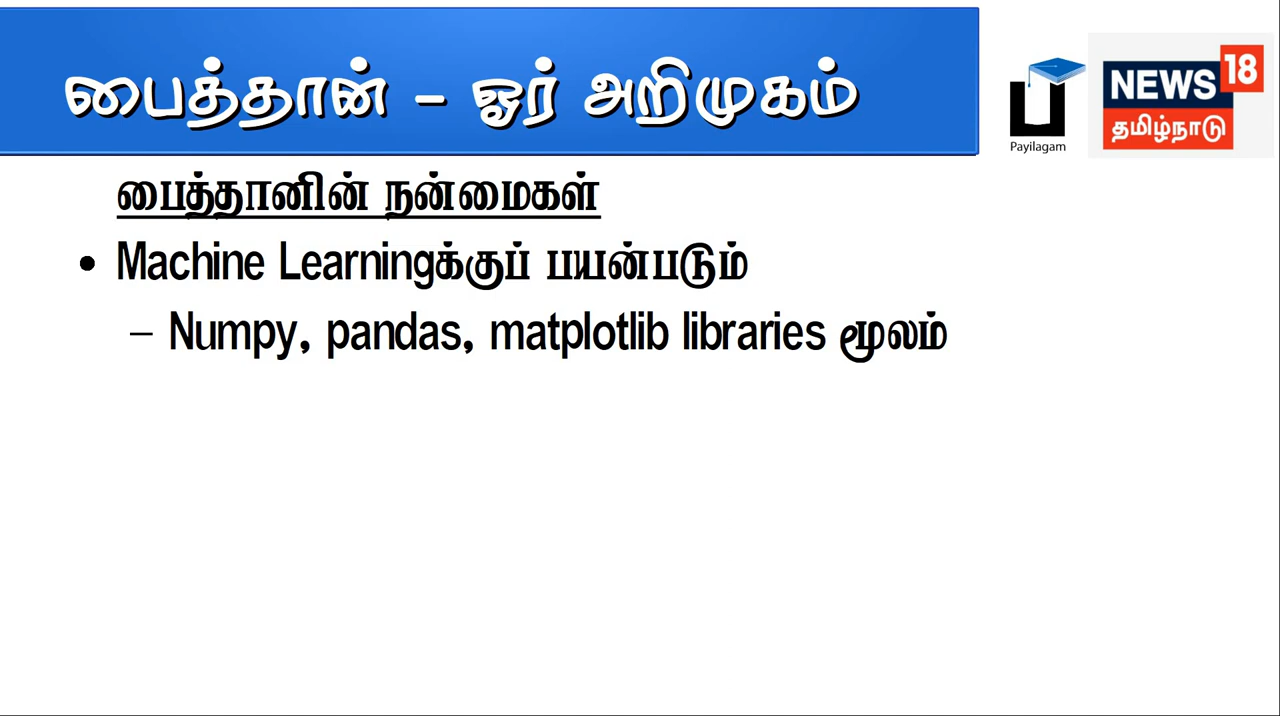 பைத்தான் – ஓர் அறிமுகம்
Payilagam
NEWS 18
தமிழ்நாடு
பைத்தானின் நன்மைகள்
• Machine Learningக்குப் பயன்படும்
– Numpy, pandas, matplotlib libraries மூலம்